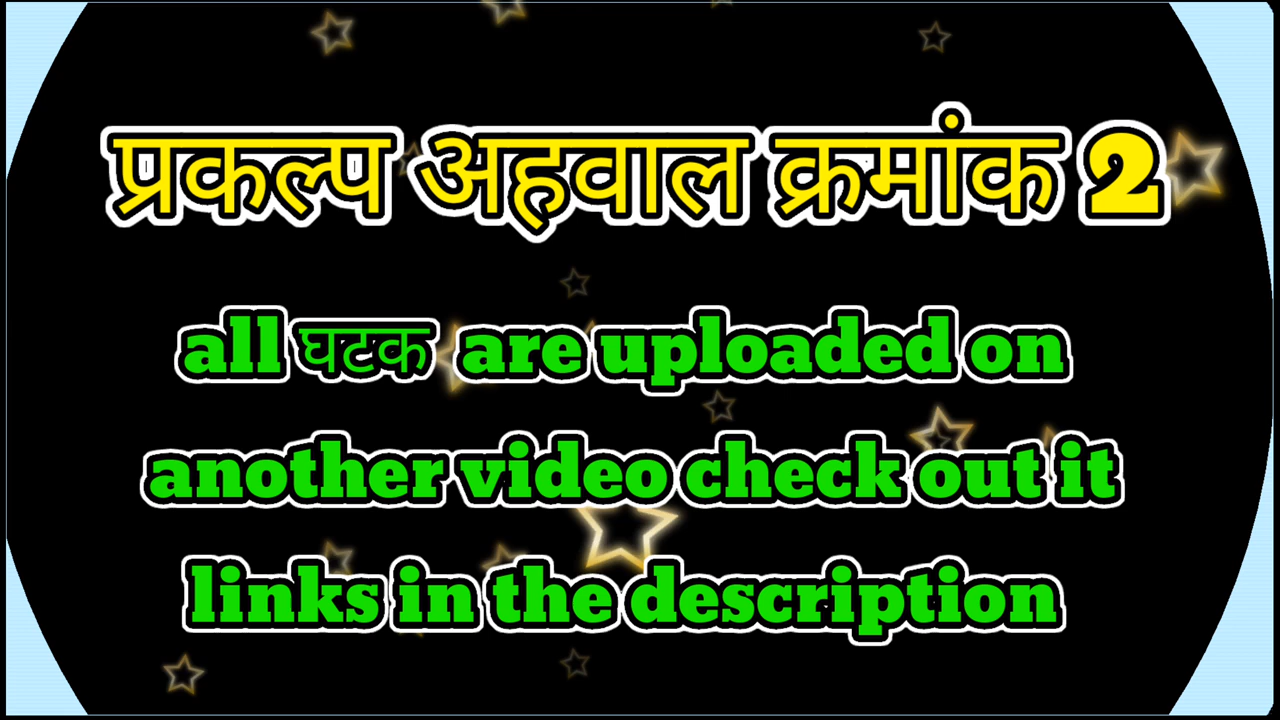 प्रकल्प अहवाल क्रमांक 2
all घटक are uploaded on
another video check out it
links in the description